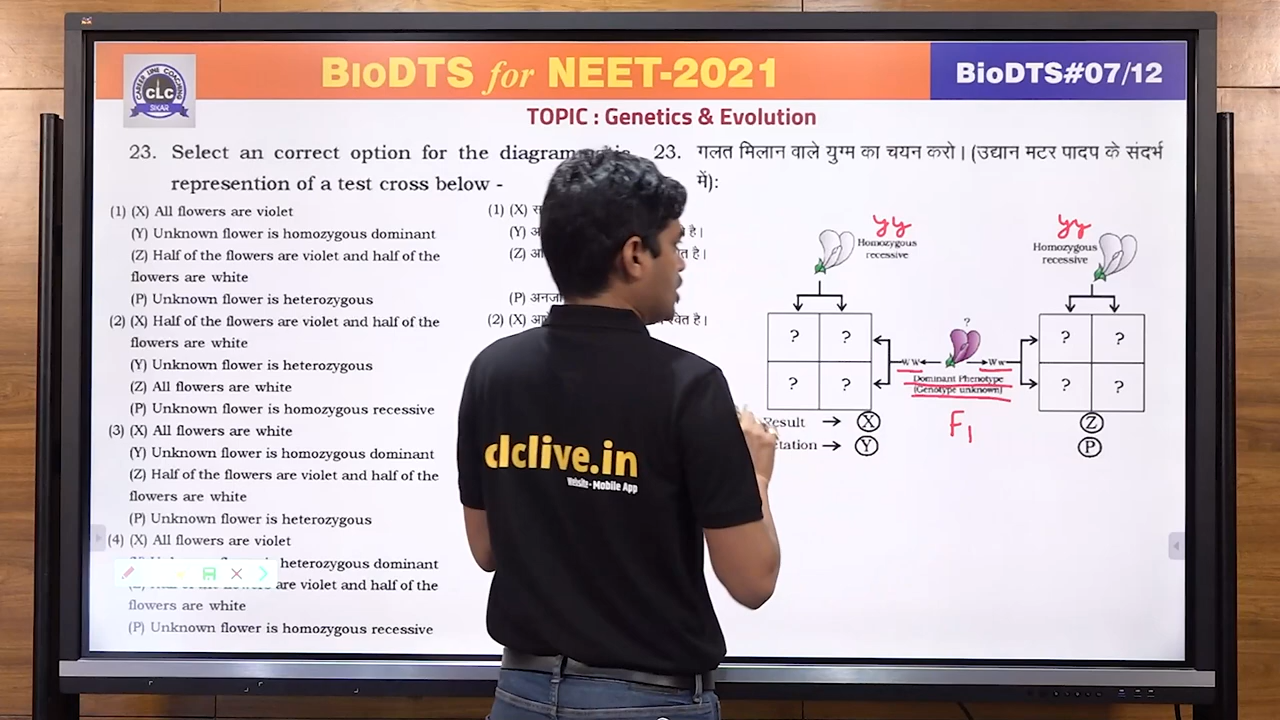 BIODTS for NEET-2021
BioDTS#07/12
CAREER LINE COACHING
CLC
SIKAR
TOPIC : Genetics & Evolution
23. Select an correct option for the
represention of a test cross below -
(1) (X) All flowers are violet
(Y) Unknown flower is homozygous dominant
(Z) Half of the flowers are violet and half of the
flowers are white
(P) Unknown flower is heterozygous
(2) (X) Half of the flowers are violet and half of the
flowers are white
(Y) Unknown flower is heterozygous
(Z) All flowers are white
(P) Unknown flower is homozygous recessive
(3) (X) All flowers are white
(Y) Unknown flower is homozygous dominant
(Z) Half of the flowers are violet and half of the
flowers are white
(P) Unknown flower is heterozygous
(4) (X) All flowers are violet
heterozygous dominant
are violet and half of the
flowers are white
(P) Unknown flower is homozygous recessive
23. गलत मिलान वाले युग्म का चयन करो। (उद्यान मटर पादप के संदर्भ
में):
(1) (X)
(Y) है।
(Z)
(P)
(2) (X) है।
yy
Homozygous
recessive
yy
Homozygous
recessive
? ?
? ?
?
WW
Ww
Dominant Phenotype
(Genotype unknown)
F1
? ?
? ?
Result → X
→ Y
Z
P
clclive.in
Website-Mobile App